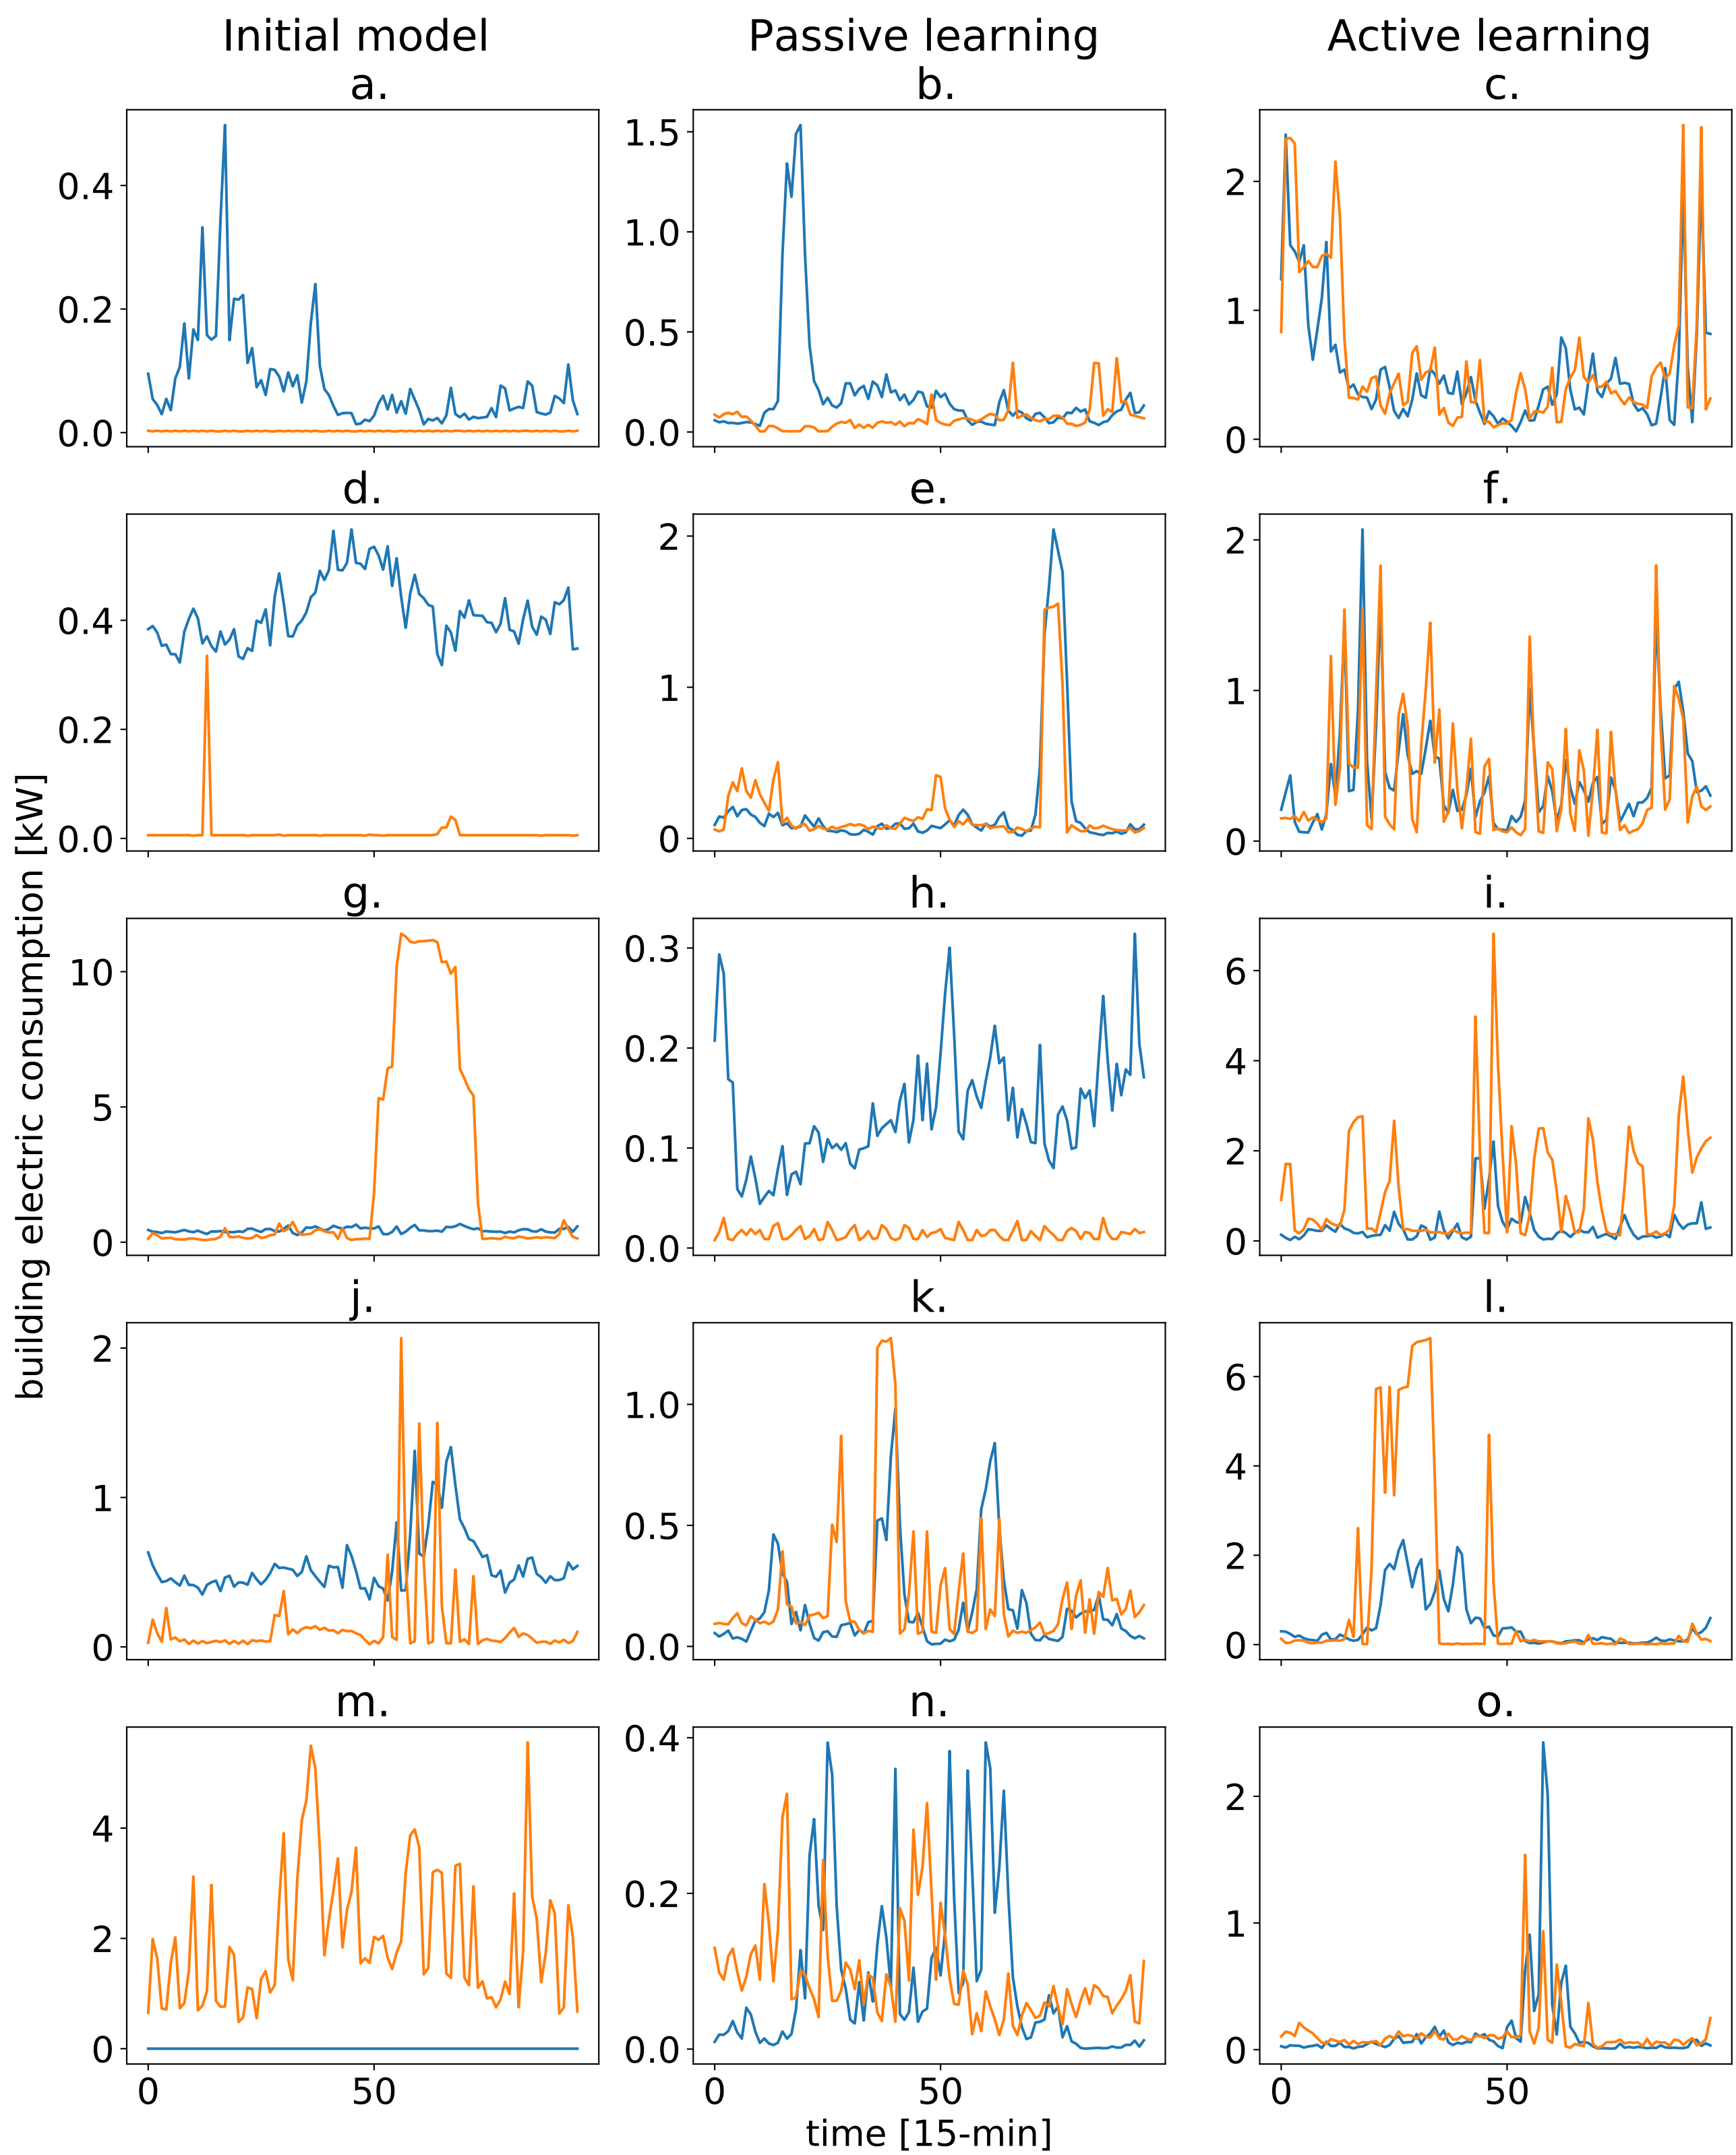 Initial model Passive learning Active learning
a. b. c.
0.4 1.5 2
0.2 1.0 1
0.0 0.5 0
0.0
d. e. f.
0.4 2 2
0.2 1 1
0.0 0 0
g. h. i.
10 0.3 6
5 0.2 4
0 0.1 2
0.0 0
j. k. l.
2 1.0 6
1 0.5 4
0 0.0 2
0
m. n. o.
4 0.4 2
2 0.2 1
0 0.0 0
0 50 0 50 0 50
time [15-min]
building electric consumption [kW]